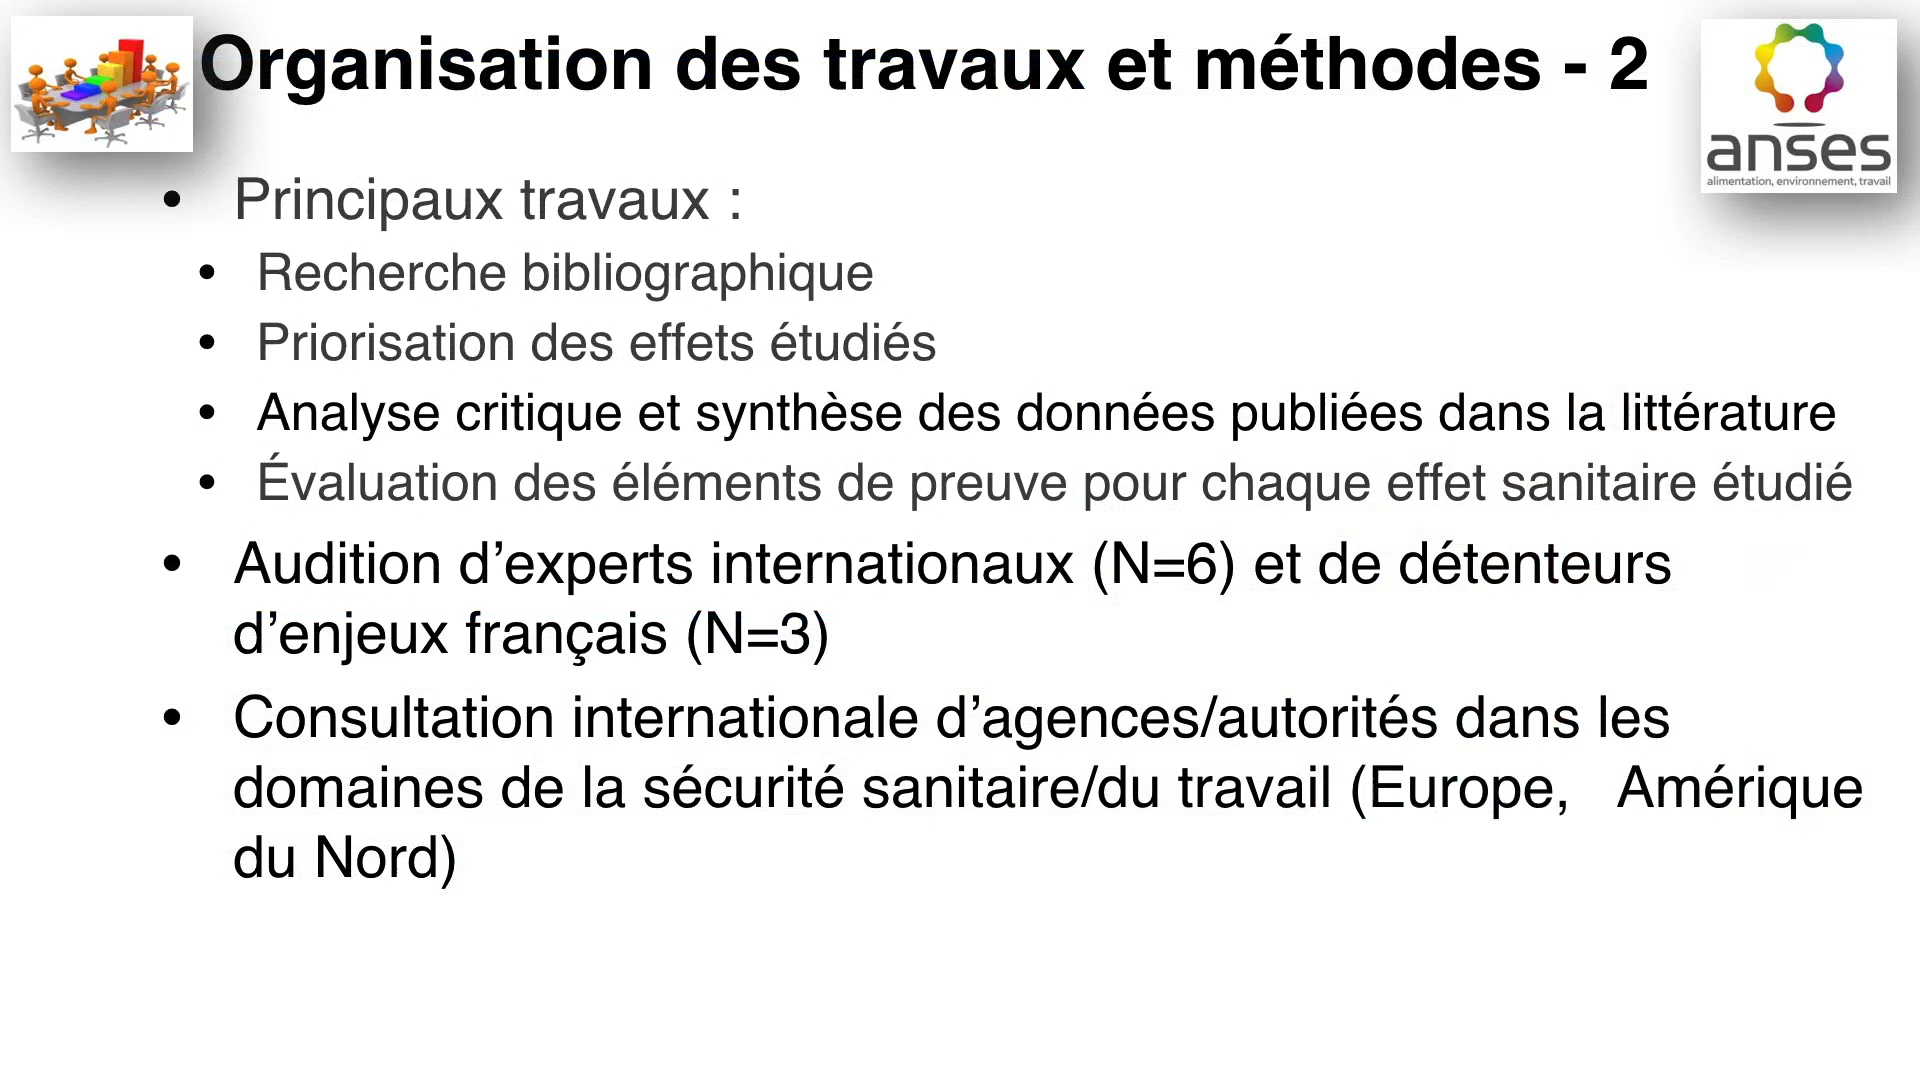 Organisation des travaux et méthodes - 2
anses
alimentation, environnement, travail
• Principaux travaux :
• Recherche bibliographique
• Priorisation des effets étudiés
• Analyse critique et synthèse des données publiées dans la littérature
• Évaluation des éléments de preuve pour chaque effet sanitaire étudié
• Audition d’experts internationaux (N=6) et de détenteurs
d’enjeux français (N=3)
• Consultation internationale d’agences/autorités dans les
domaines de la sécurité sanitaire/du travail (Europe, Amérique
du Nord)